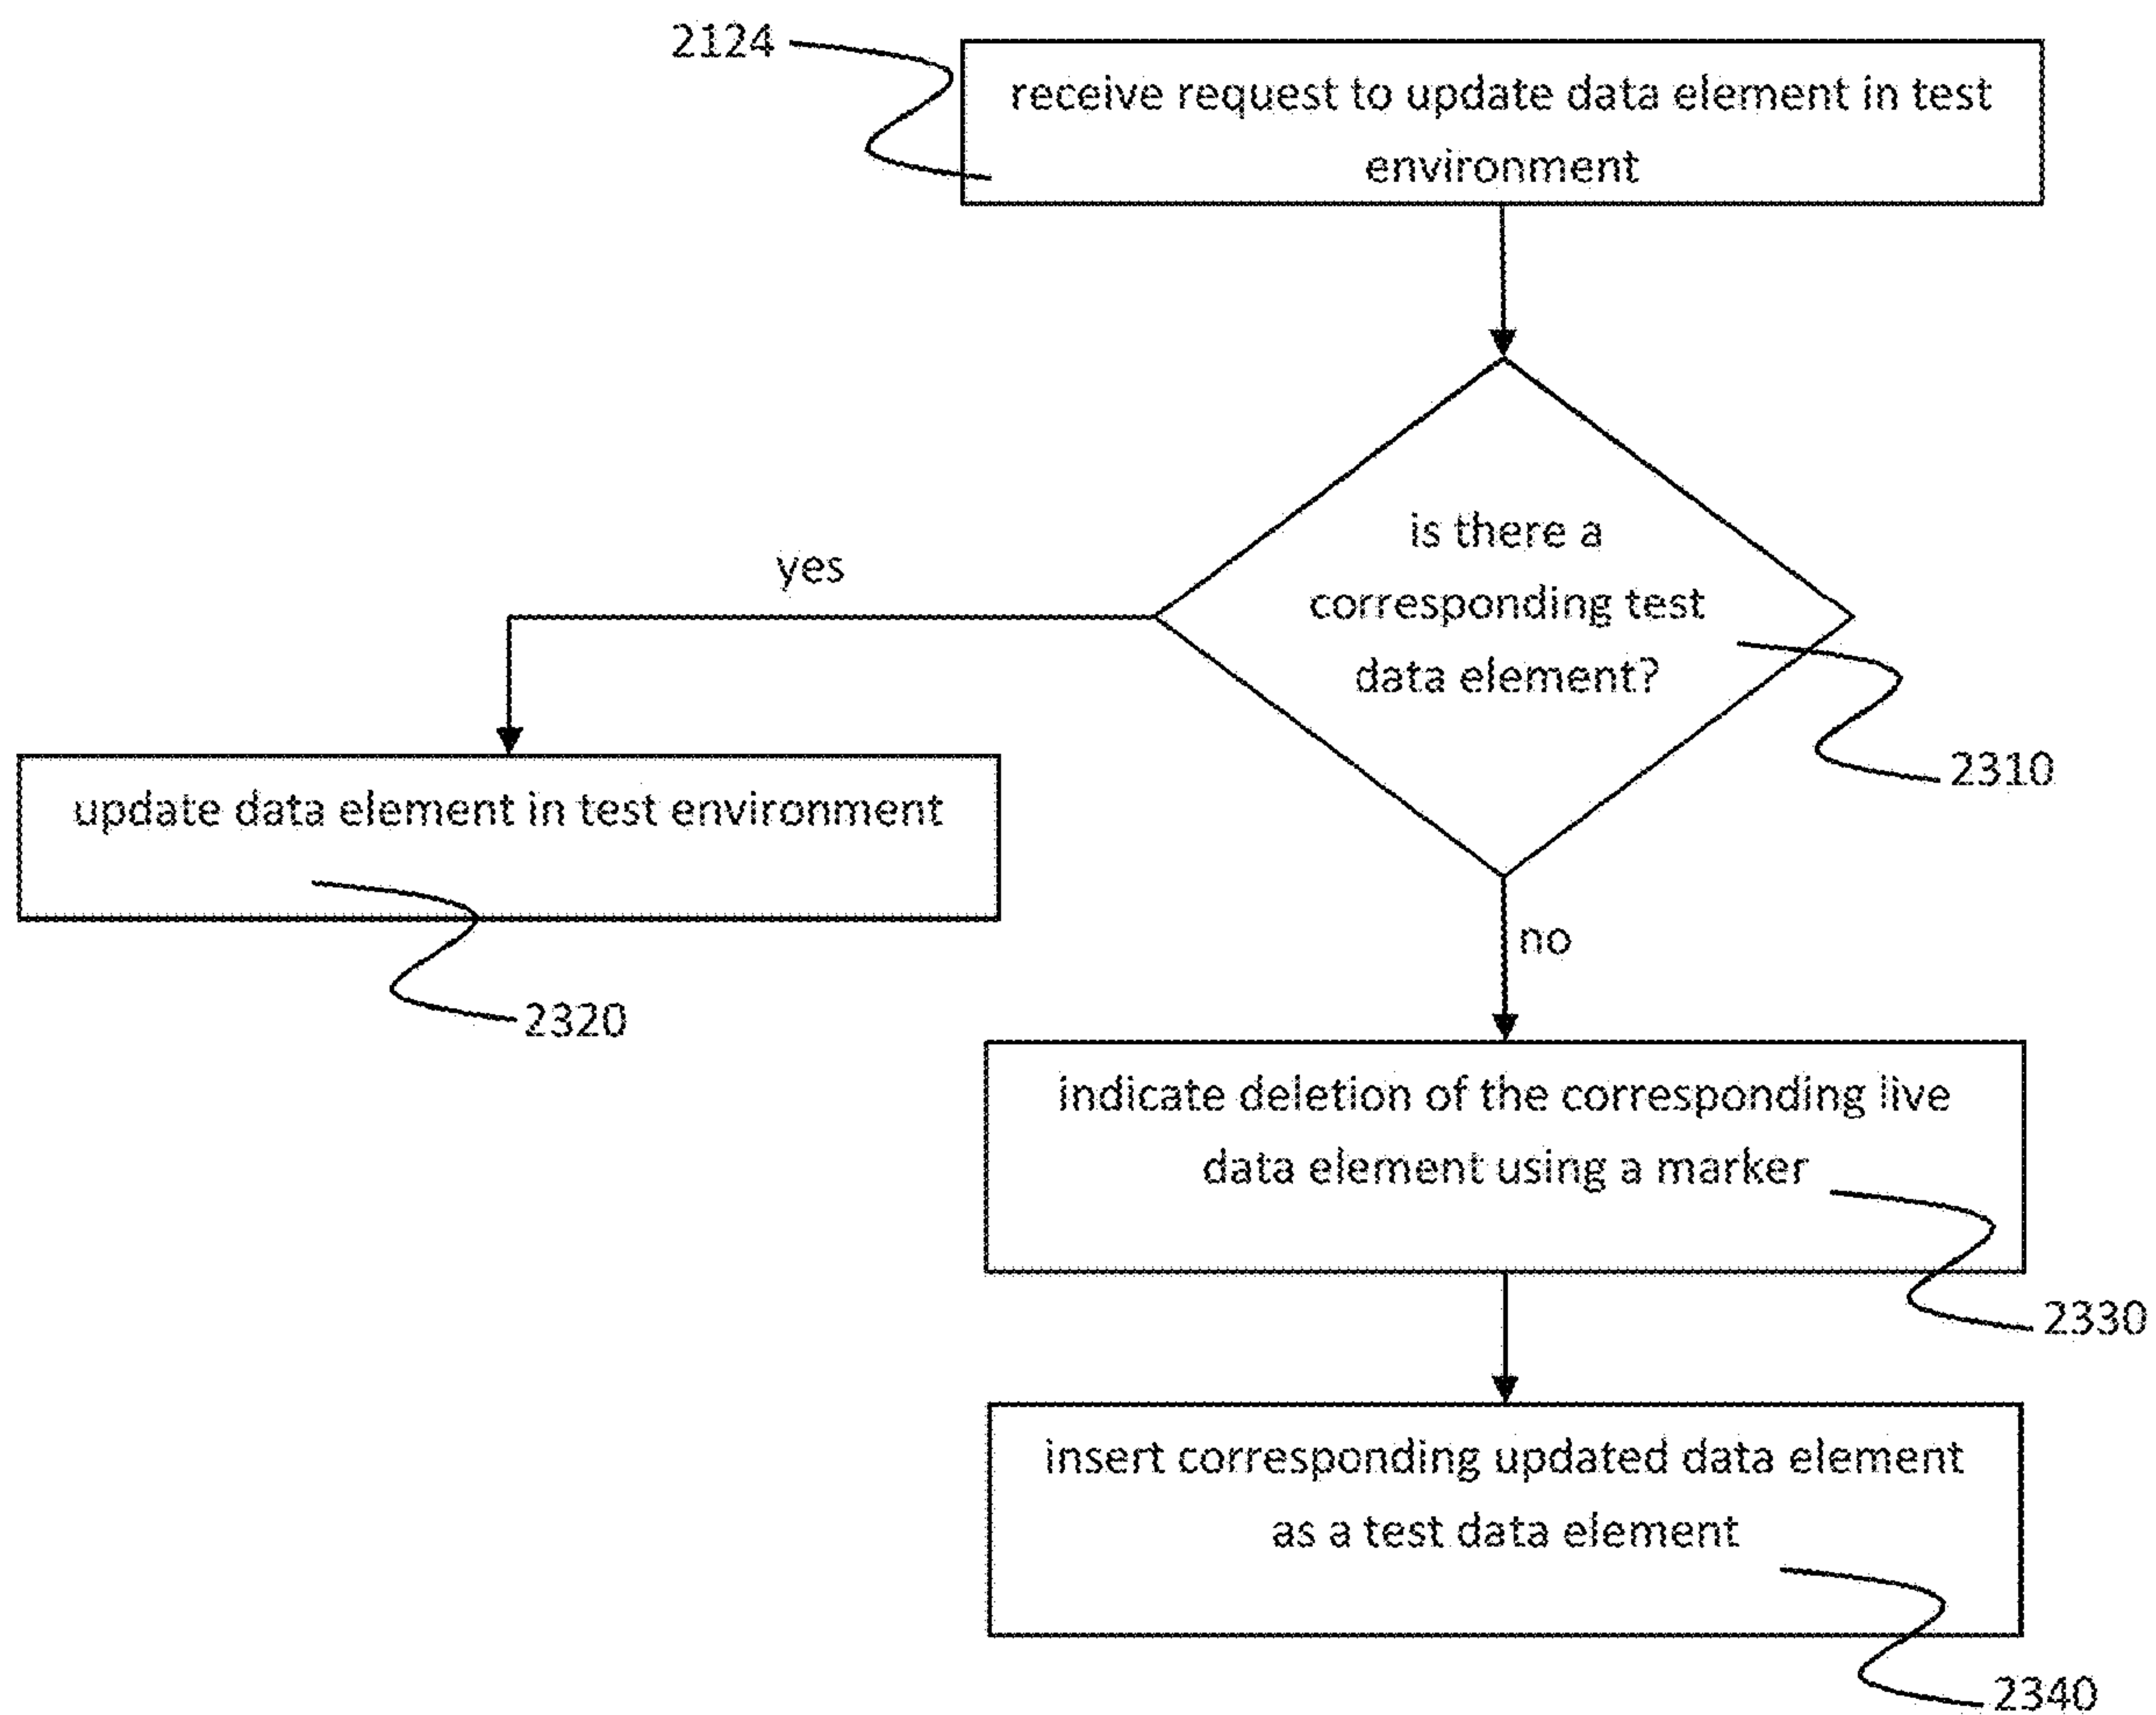 2124
receive request to update data element in test
environment
is there a
corresponding test
data element?
yes
2310
update data element in test environment
no
2320
indicate deletion of the corresponding live
data element using a marker
2330
insert corresponding updated data element
as a test data element
2340